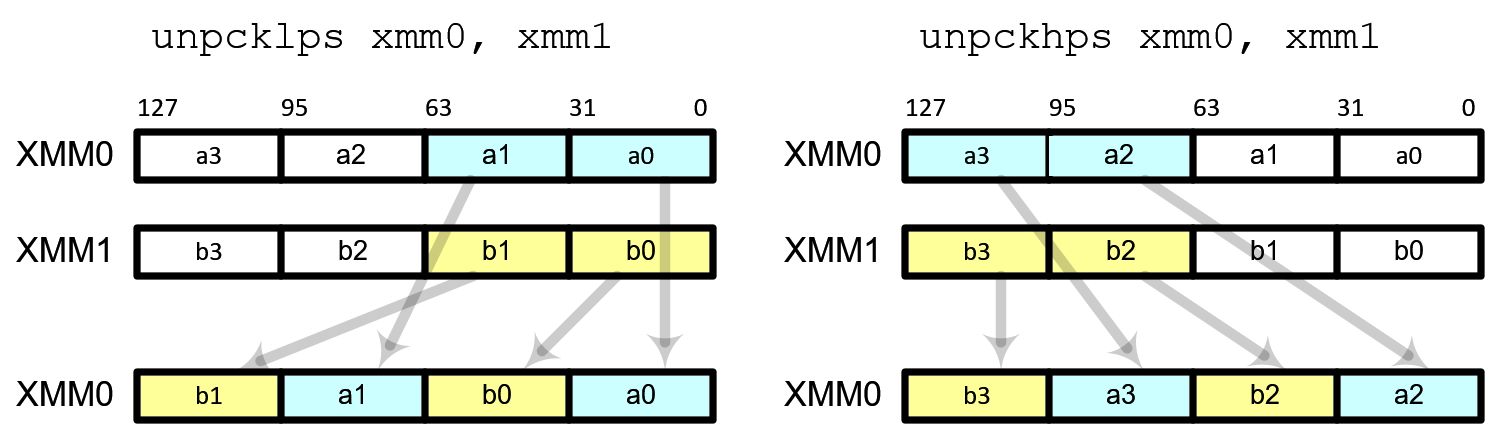 unpcklps xmm0, xmm1
127 95 63 31 0
XMM0 a3 a2 a1 a0
XMM1 b3 b2 b1 b0
XMM0 b1 a1 b0 a0
unpckhps xmm0, xmm1
127 95 63 31 0
XMM0 a3 a2 a1 a0
XMM1 b3 b2 b1 b0
XMM0 b3 a3 b2 a2